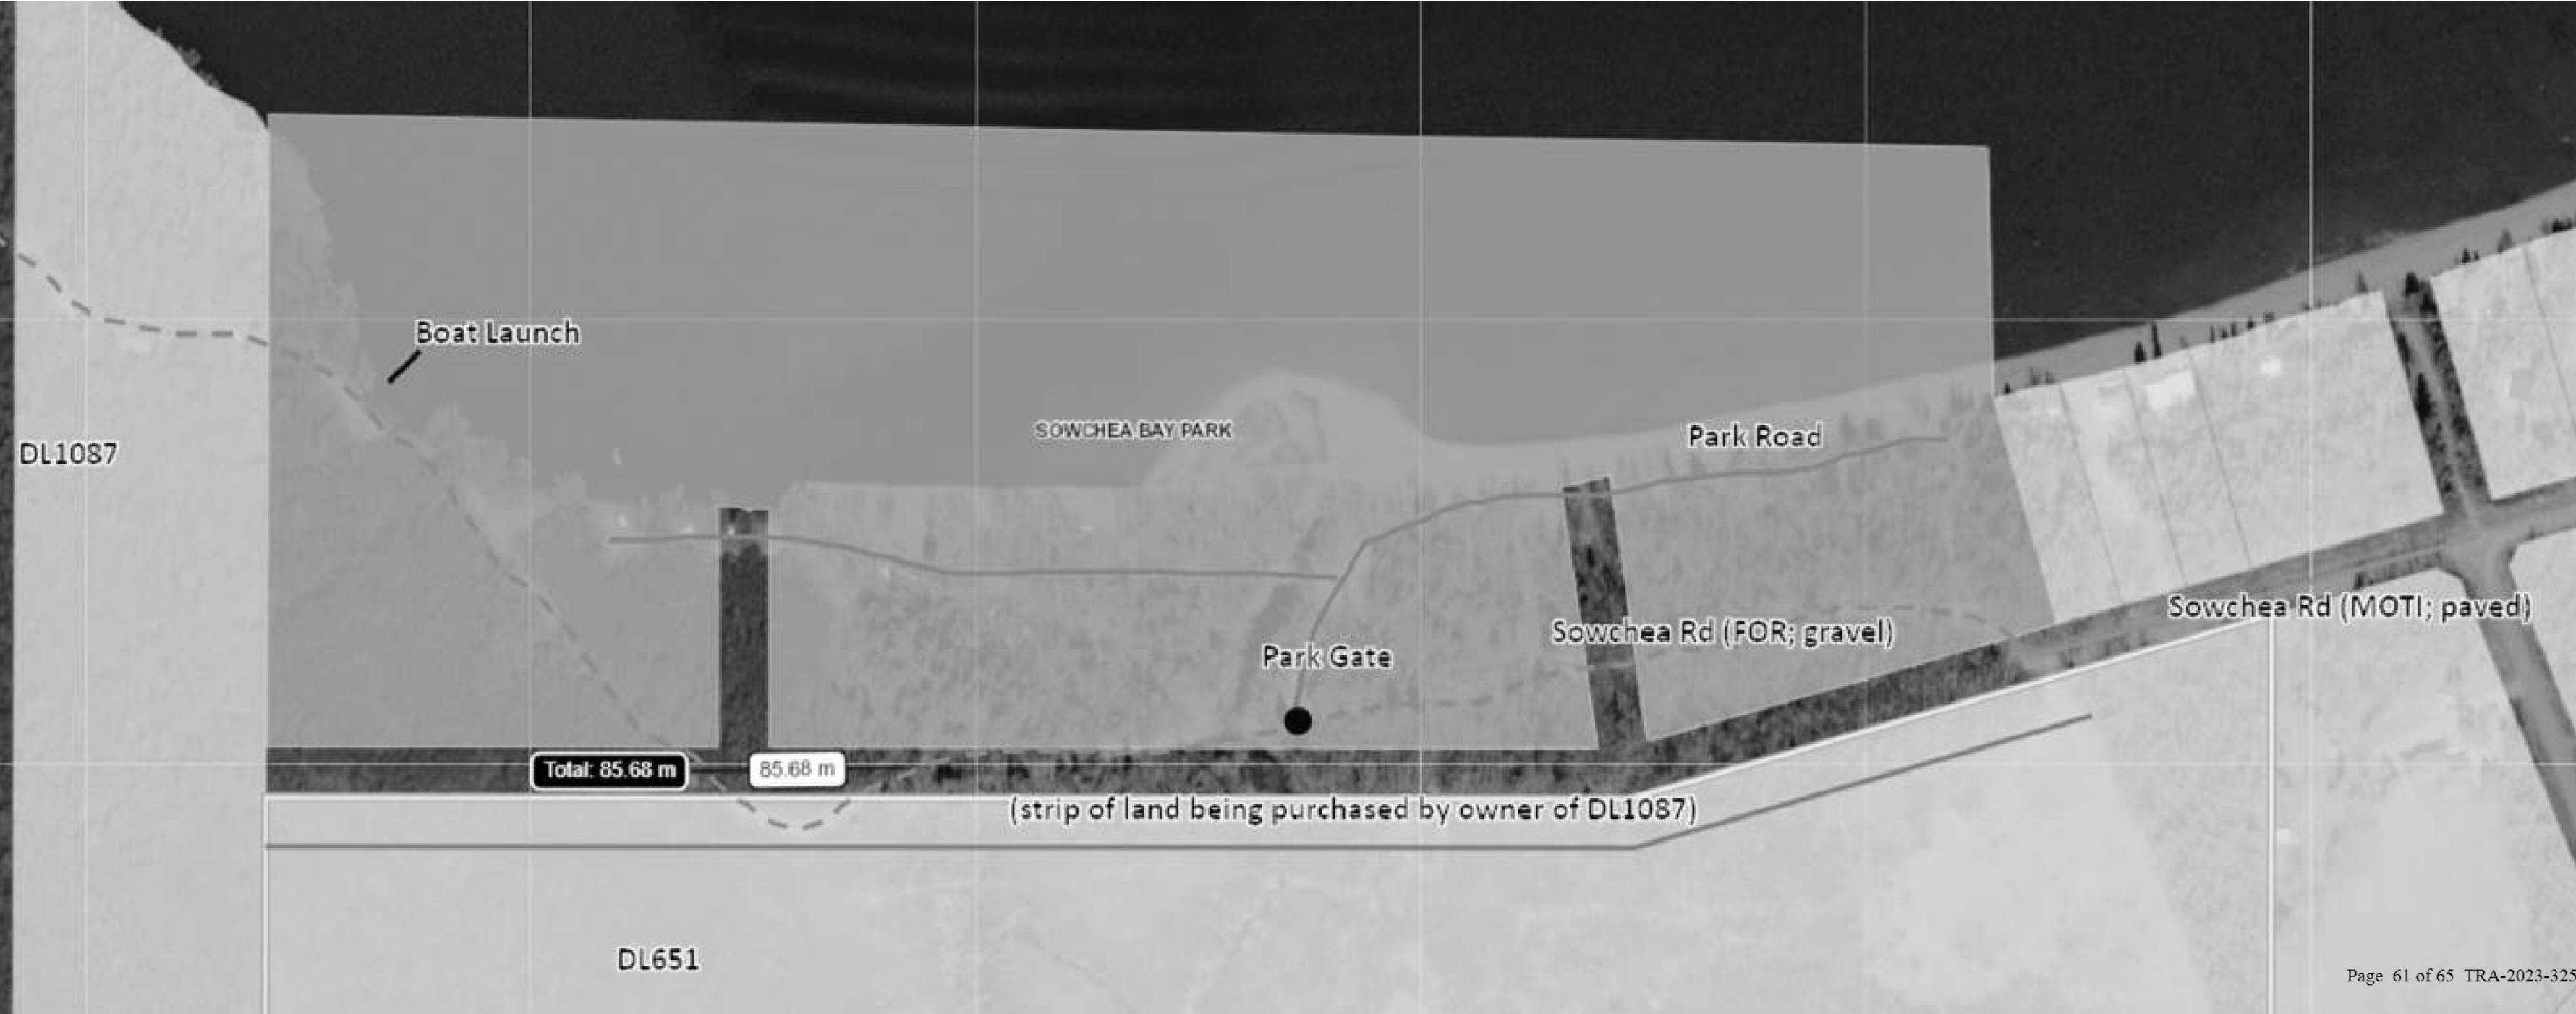 Boat Launch
SOWCHEA BAY PARK
Park Road
DL1087
Sowchea Rd (MOTI; paved)
Sowchea Rd (FOR; gravel)
Park Gate
Total: 85.68 m
85.68 m
(strip of land being purchased by owner of DL1087)
DL651
Page 61 of 65 TRA-2023-325